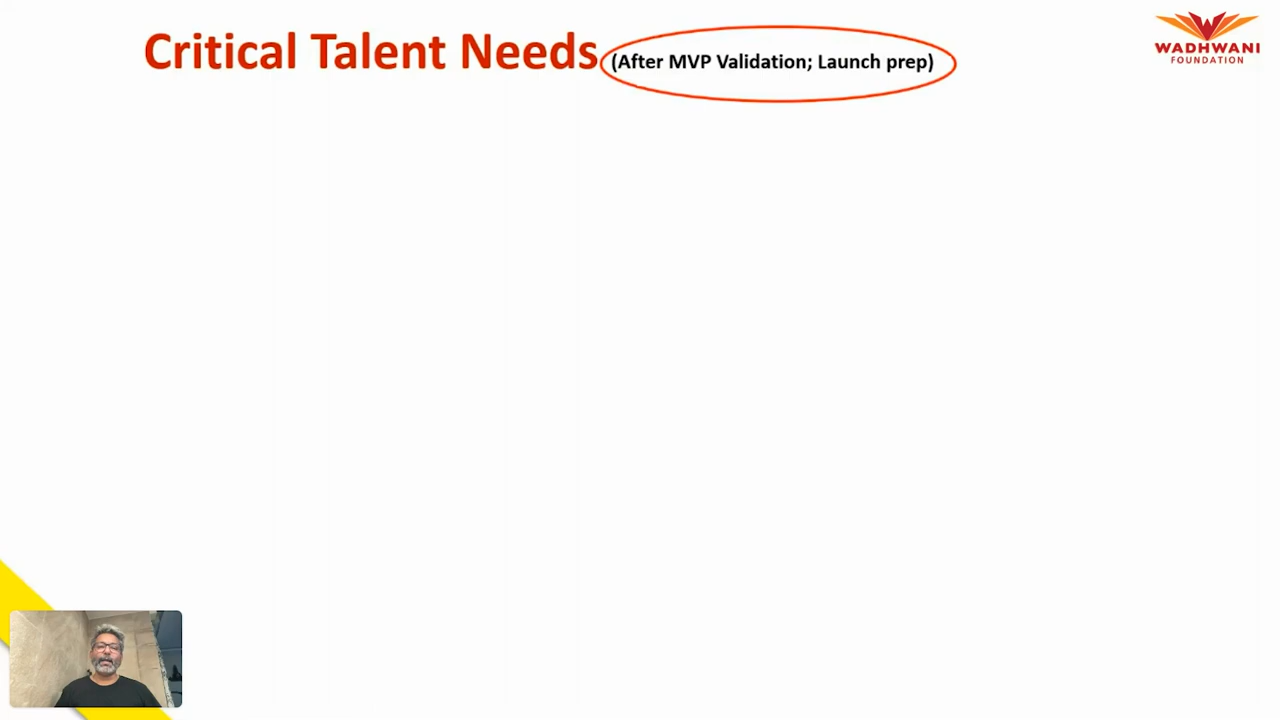 Critical Talent Needs (After MVP Validation; Launch prep)
WADHWANI
FOUNDATION